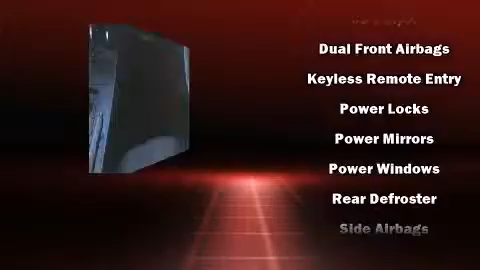 Dual Front Airbags
Keyless Remote Entry
Power Locks
Power Mirrors
Power Windows
Rear Defroster
Side Airbags